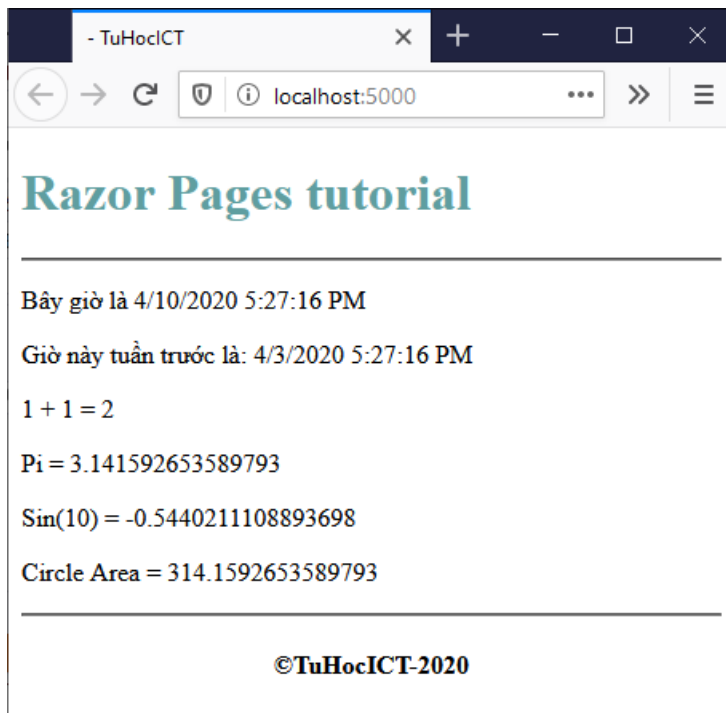 - TuHocICT
localhost:5000
Razor Pages tutorial
Bây giờ là 4/10/2020 5:27:16 PM
Giờ này tuần trước là: 4/3/2020 5:27:16 PM
1 + 1 = 2
Pi = 3.141592653589793
Sin(10) = -0.5440211108893698
Circle Area = 314.1592653589793
©TuHocICT-2020